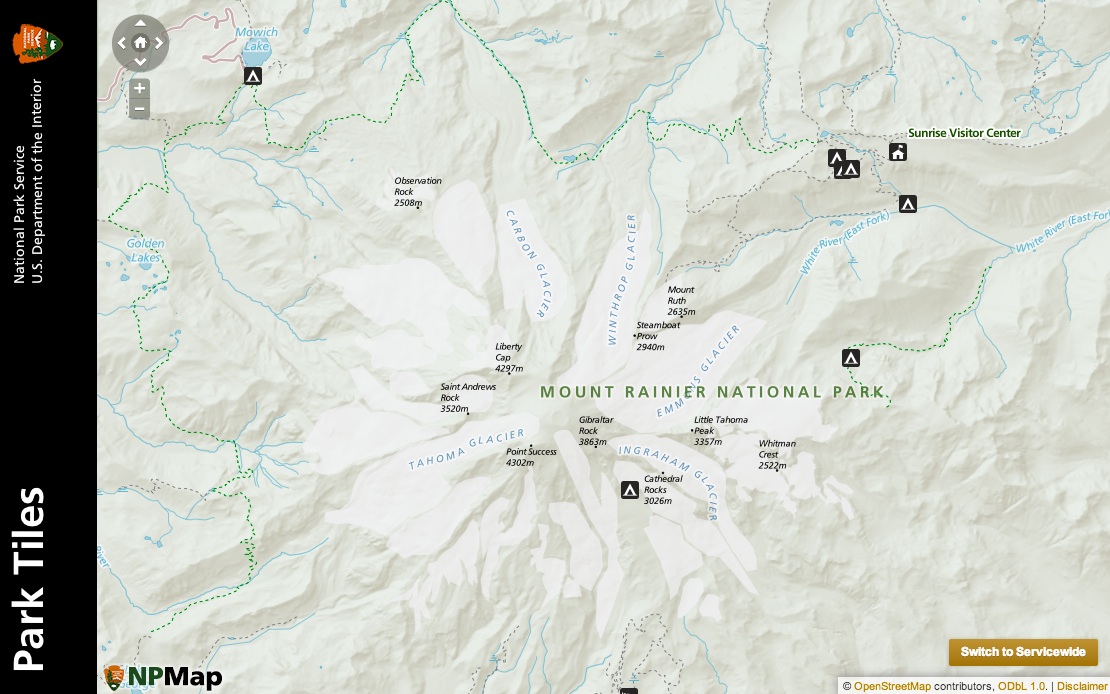 National Park Service
U.S. Department of the Interior
Park Tiles
Mowich
Lake
+
−
Sunrise Visitor Center
Observation
Rock
2508m
CARBON GLACIER
WINTHROP GLACIER
White River (East Fork)
White River (East For
Golden
Lakes
Mount
Ruth
2635m
Steamboat
Prow
2940m
Liberty
Cap
4297m
EMMONS GLACIER
Saint Andrews
Rock
3520m
MOUNT RAINIER NATIONAL PARK
Gibraltar
Rock
3863m
Little Tahoma
Peak
3357m
TAHOMA GLACIER
Point Success
4302m
INGRAHAM GLACIER
Whitman
Crest
2522m
Cathedral
Rocks
3026m
River
Switch to Servicewide
NPMap
© OpenStreetMap contributors, ODbL 1.0. | Disclaimer